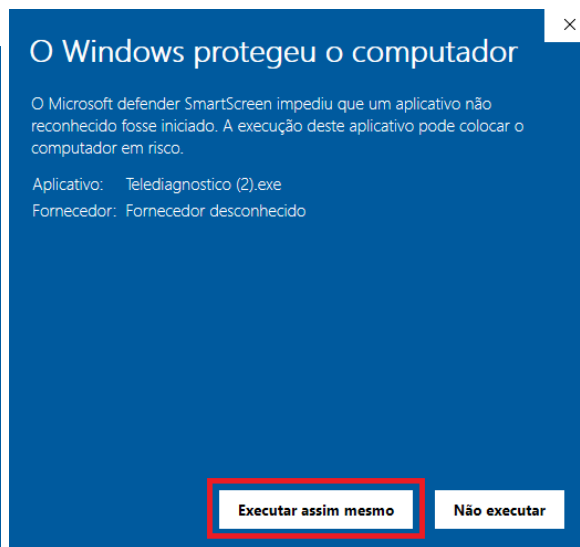 O Windows protegeu o computador
O Microsoft defender SmartScreen impediu que um aplicativo não
reconhecido fosse iniciado. A execução deste aplicativo pode colocar o
computador em risco.
Aplicativo: Telediagnostico (2).exe
Fornecedor: Fornecedor desconhecido
Executar assim mesmo Não executar